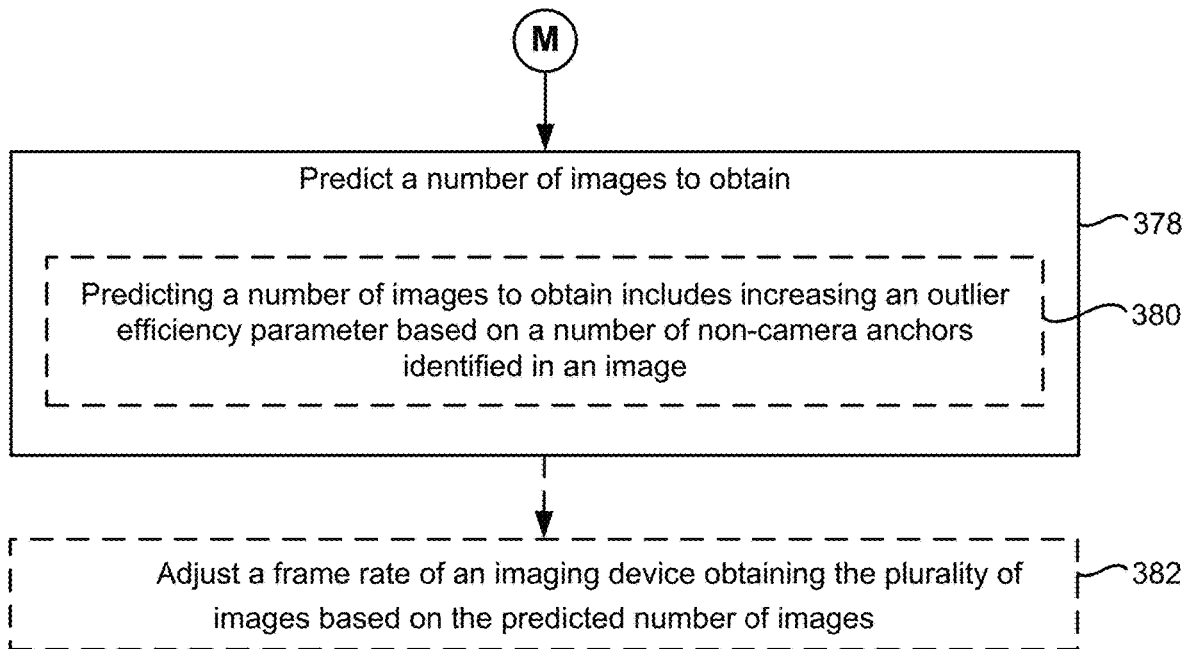 M
Predict a number of images to obtain
378
Predicting a number of images to obtain includes increasing an outlier
efficiency parameter based on a number of non-camera anchors
identified in an image
380
Adjust a frame rate of an imaging device obtaining the plurality of
images based on the predicted number of images
382